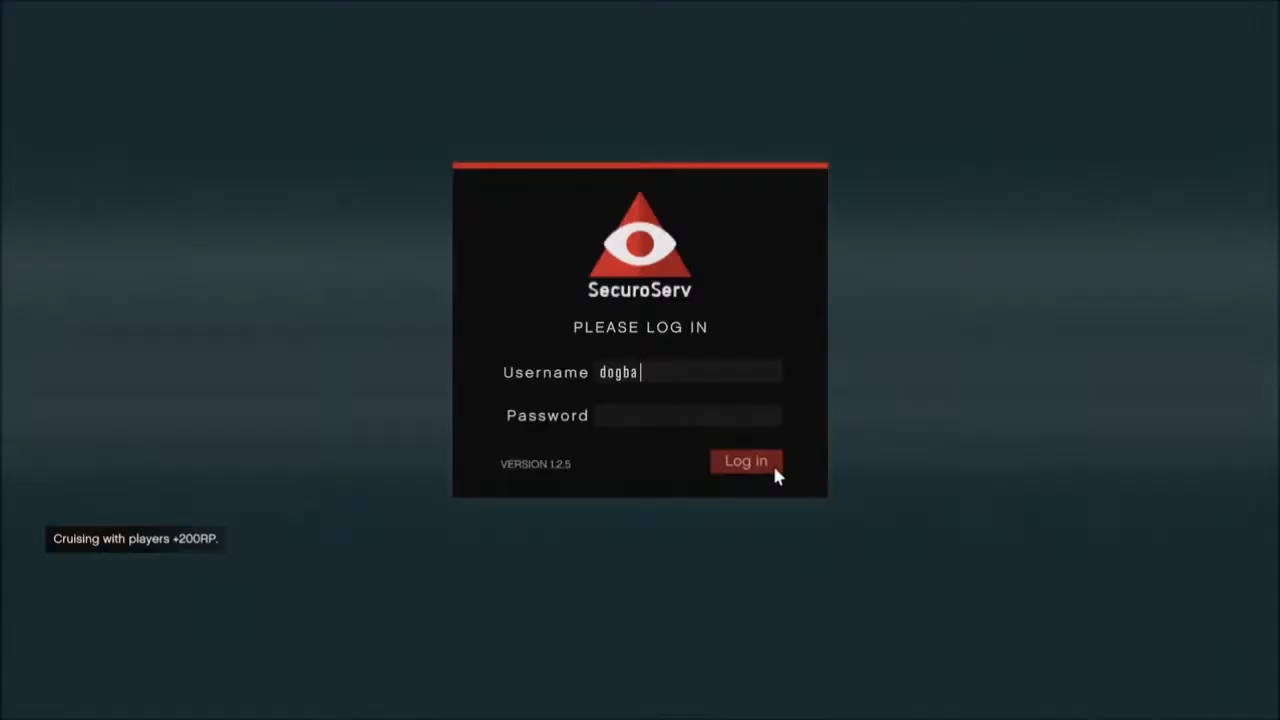 SecuroServ
PLEASE LOG IN
Username dogba
Password
VERSION 1.2.5 Log in
Cruising with players +200RP.